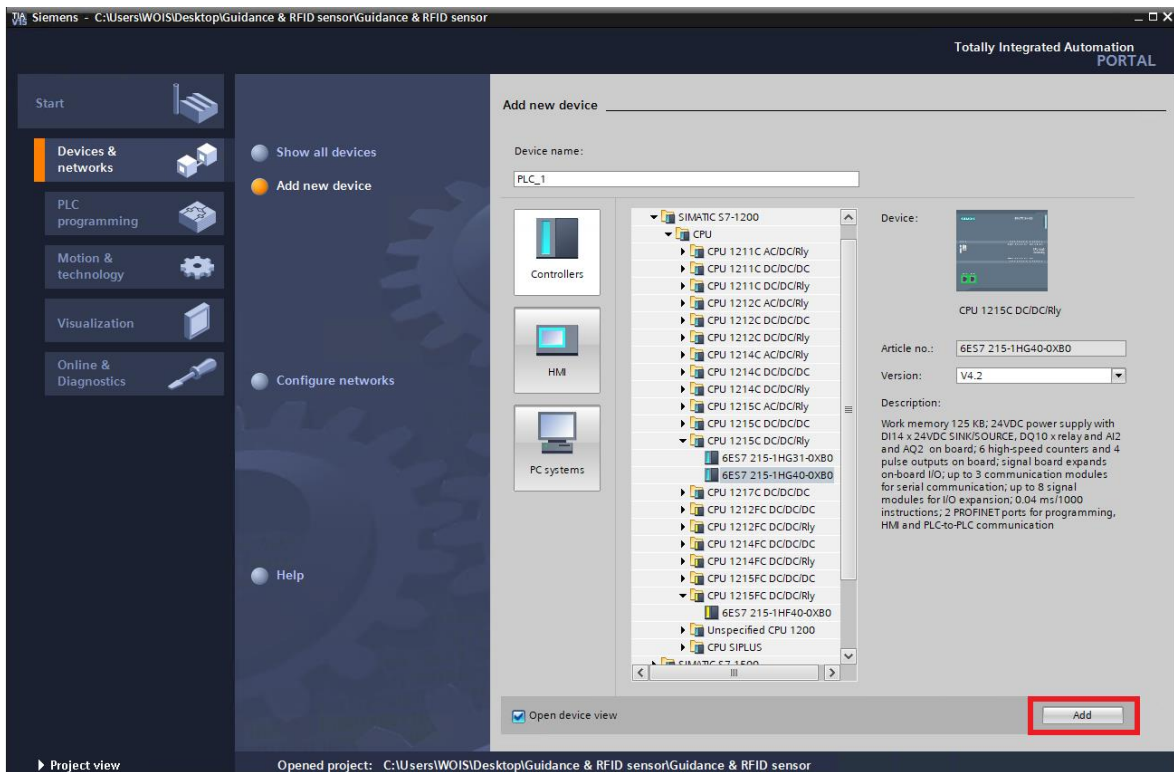 TIA
V15
Siemens - C:\Users\WOIS\Desktop\Guidance & RFID sensor\Guidance & RFID sensor
Totally Integrated Automation
PORTAL
Start
Devices &
networks
PLC
programming
Motion &
technology
Visualization
Online &
Diagnostics
Show all devices
Add new device
Configure networks
Help
Add new device
Device name:
PLC_1
Controllers
HMI
PC systems
SIMATIC S7-1200
CPU
CPU 1211C AC/DC/Rly
CPU 1211C DC/DC/DC
CPU 1211C DC/DC/Rly
CPU 1212C AC/DC/Rly
CPU 1212C DC/DC/DC
CPU 1212C DC/DC/Rly
CPU 1214C AC/DC/Rly
CPU 1214C DC/DC/DC
CPU 1214C DC/DC/Rly
CPU 1215C AC/DC/Rly
CPU 1215C DC/DC/DC
CPU 1215C DC/DC/Rly
6ES7 215-1HG31-0XB0
6ES7 215-1HG40-0XB0
CPU 1217C DC/DC/DC
CPU 1212FC DC/DC/DC
CPU 1212FC DC/DC/Rly
CPU 1214FC DC/DC/DC
CPU 1214FC DC/DC/Rly
CPU 1215FC DC/DC/DC
CPU 1215FC DC/DC/Rly
6ES7 215-1HF40-0XB0
Unspecified CPU 1200
CPU SIPLUS
SIMATIC S7-1500
Device:
CPU 1215C DC/DC/Rly
Article no.:
6ES7 215-1HG40-0XB0
Version:
V4.2
Description:
Work memory 125 KB; 24VDC power supply with
DI14 x 24VDC SINK/SOURCE, DQ10 x relay and AI2
and AQ2 on board; 6 high-speed counters and 4
pulse outputs on board; signal board expands
on-board I/O; up to 3 communication modules
for serial communication; up to 8 signal
modules for I/O expansion; 0.04 ms/1000
instructions; 2 PROFINET ports for programming,
HMI and PLC-to-PLC communication
Open device view
Add
Project view
Opened project: C:\Users\WOIS\Desktop\Guidance & RFID sensor\Guidance & RFID sensor